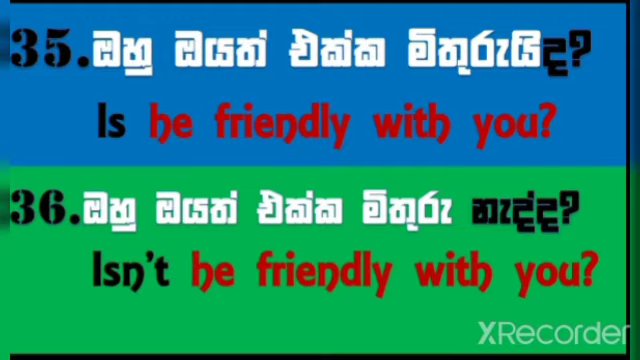 35.ඔහු ඔයත් එක්ක මිතුරුයිද?
Is he friendly with you?
36.ඔහු ඔයත් එක්ක මිතුරු නැද්ද?
Isn't he friendly with you?
XRecorder